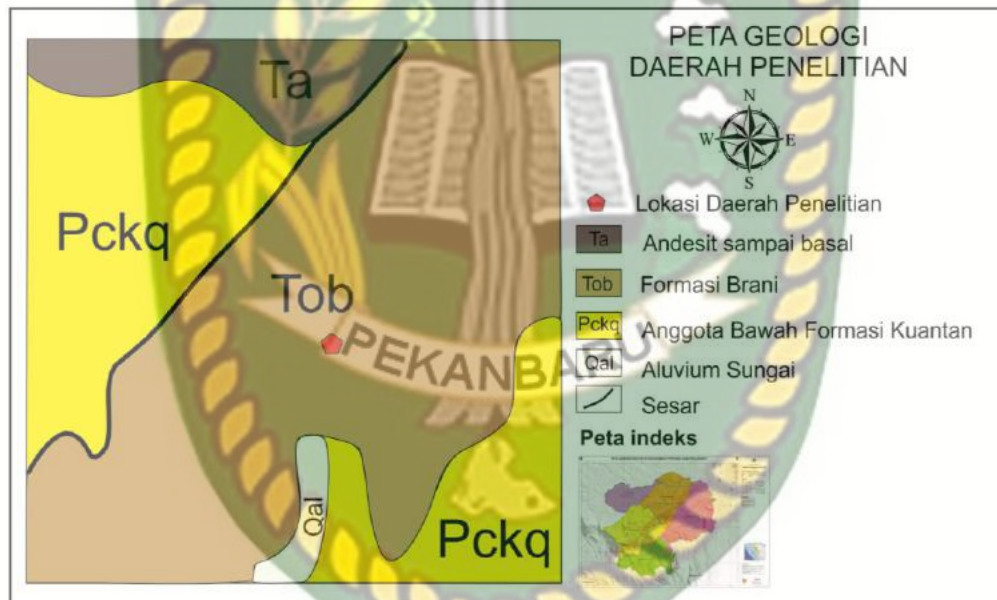 PETA GEOLOGI
DAERAH PENELITIAN
N
W E
S
Lokasi Daerah Penelitian
Ta Andesit sampai basal
Tob Formasi Brani
Pckq Anggota Bawah Formasi Kuantan
Qal Aluvium Sungai
Sesar
Peta indeks
Ta
Pckq
Tob
PEKANBARU
Qal
Pckq